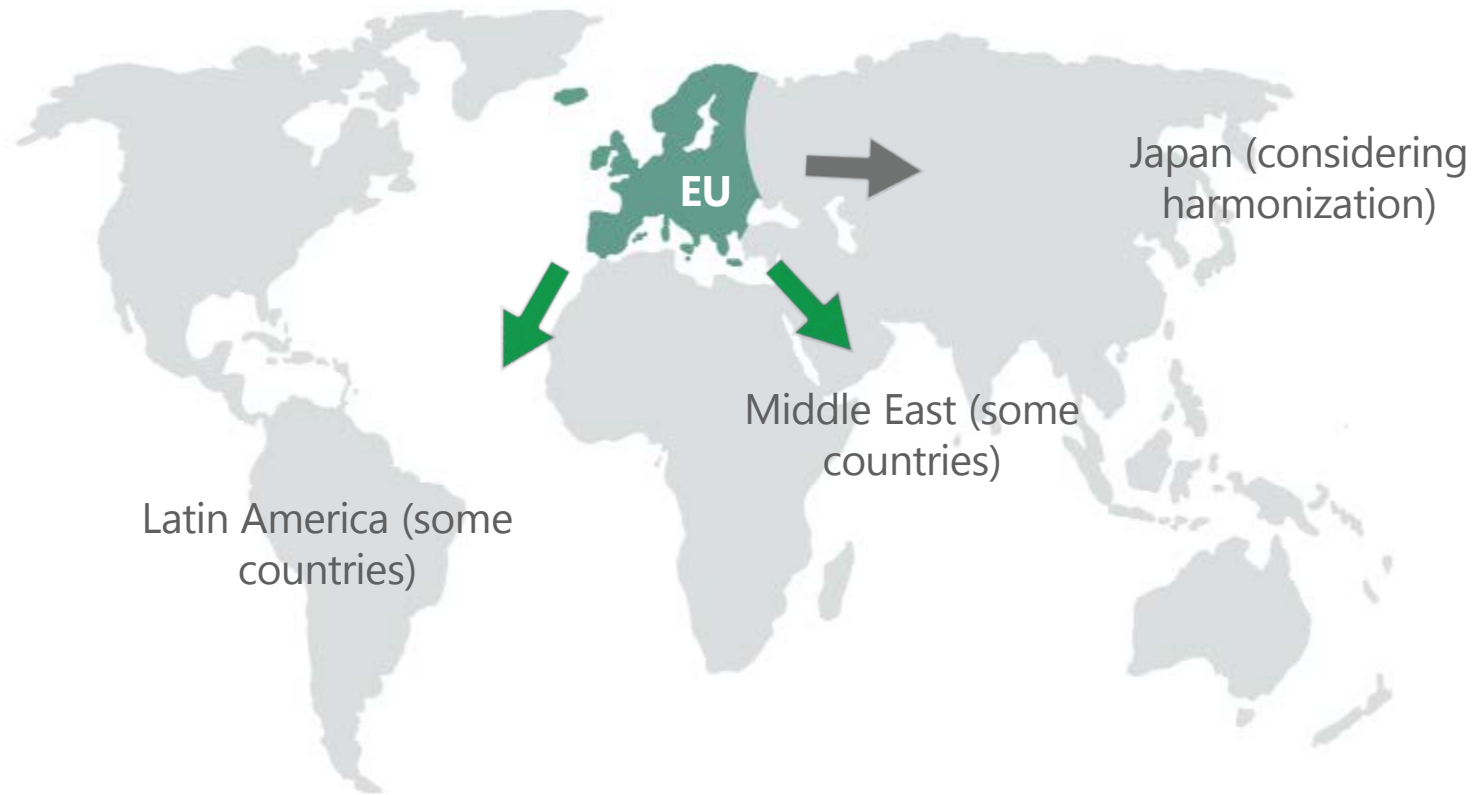 EU
Japan (considering
harmonization)
Middle East (some
countries)
Latin America (some
countries)